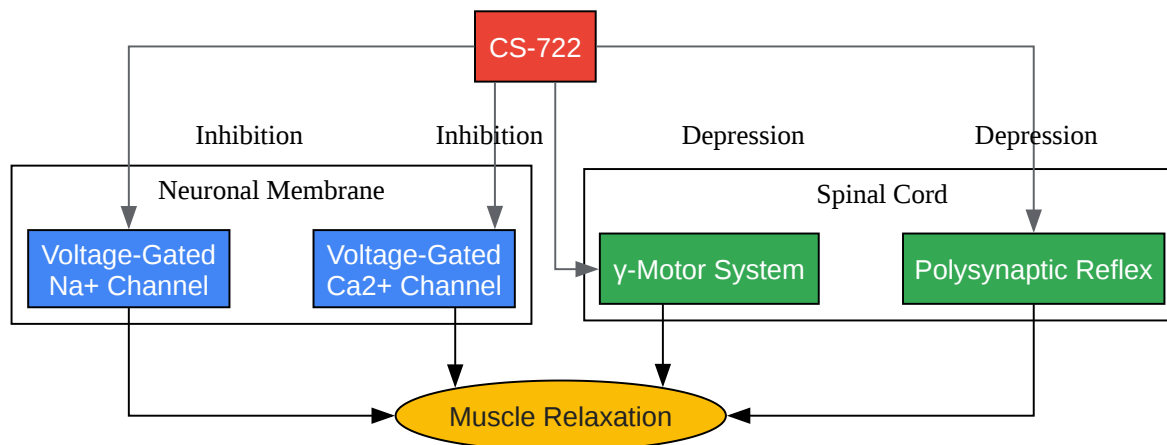 CS-722
Inhibition
Inhibition
Depression
Depression
Neuronal Membrane
Spinal Cord
Voltage-Gated
Na+ Channel
Voltage-Gated
Ca2+ Channel
γ-Motor System
Polysynaptic Reflex
Muscle Relaxation